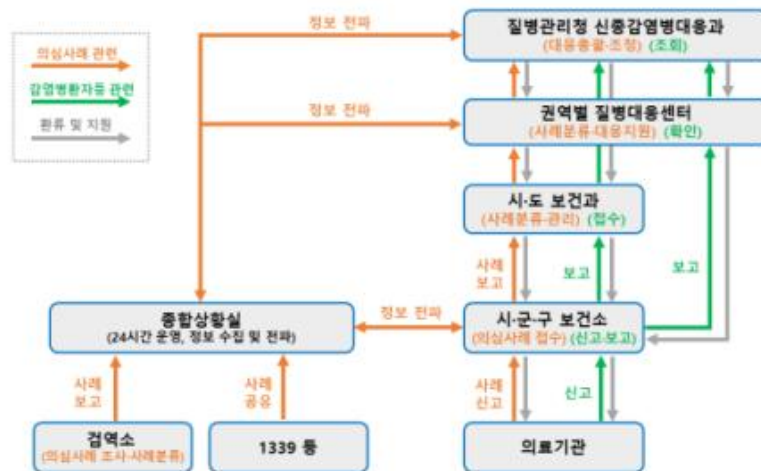 의심사례 관련
감염병환자등 관련
환류 및 지원
정보 전파
질병관리청 신종감염병대응과
(대응총괄·조정) (조회)
정보 전파
권역별 질병대응센터
(사례분류·대응지원) (확인)
시·도 보건과
(사례분류·관리) (접수)
사례
보고
보고
보고
종합상황실
(24시간 운영, 정보 수집 및 전파)
정보 전파
시·군·구 보건소
(의심사례 접수) (신고·보고)
사례
보고
사례
공유
사례
신고
신고
검역소
(의심사례 조사·사례분류)
1339 등
의료기관